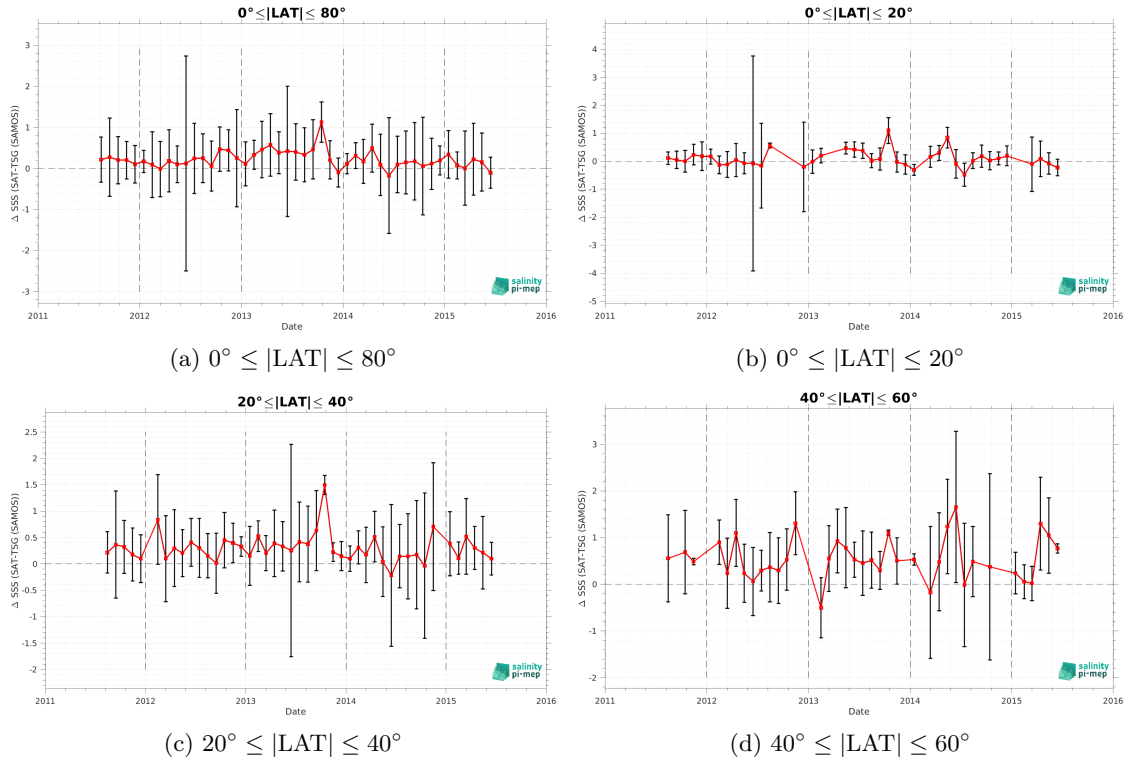 0°≤|LAT|≤ 80°
Δ SSS (SAT-TSG (SAMOS))
3
2
1
0
-1
-2
-3
2011
2012
2013
2014
2015
2016
Date
salinity
pi-mep
(a) 0° ≤ |LAT| ≤ 80°
0°≤|LAT|≤ 20°
Δ SSS (SAT-TSG (SAMOS))
4
3
2
1
0
-1
-2
-3
-4
-5
2011
2012
2013
2014
2015
2016
Date
salinity
pi-mep
(b) 0° ≤ |LAT| ≤ 20°
20°≤|LAT|≤ 40°
Δ SSS (SAT-TSG (SAMOS))
2.5
2
1.5
1
0.5
0
-0.5
-1
-1.5
-2
2011
2012
2013
2014
2015
2016
Date
salinity
pi-mep
(c) 20° ≤ |LAT| ≤ 40°
40°≤|LAT|≤ 60°
Δ SSS (SAT-TSG (SAMOS))
3
2
1
0
-1
-2
2011
2012
2013
2014
2015
2016
Date
salinity
pi-mep
(d) 40° ≤ |LAT| ≤ 60°